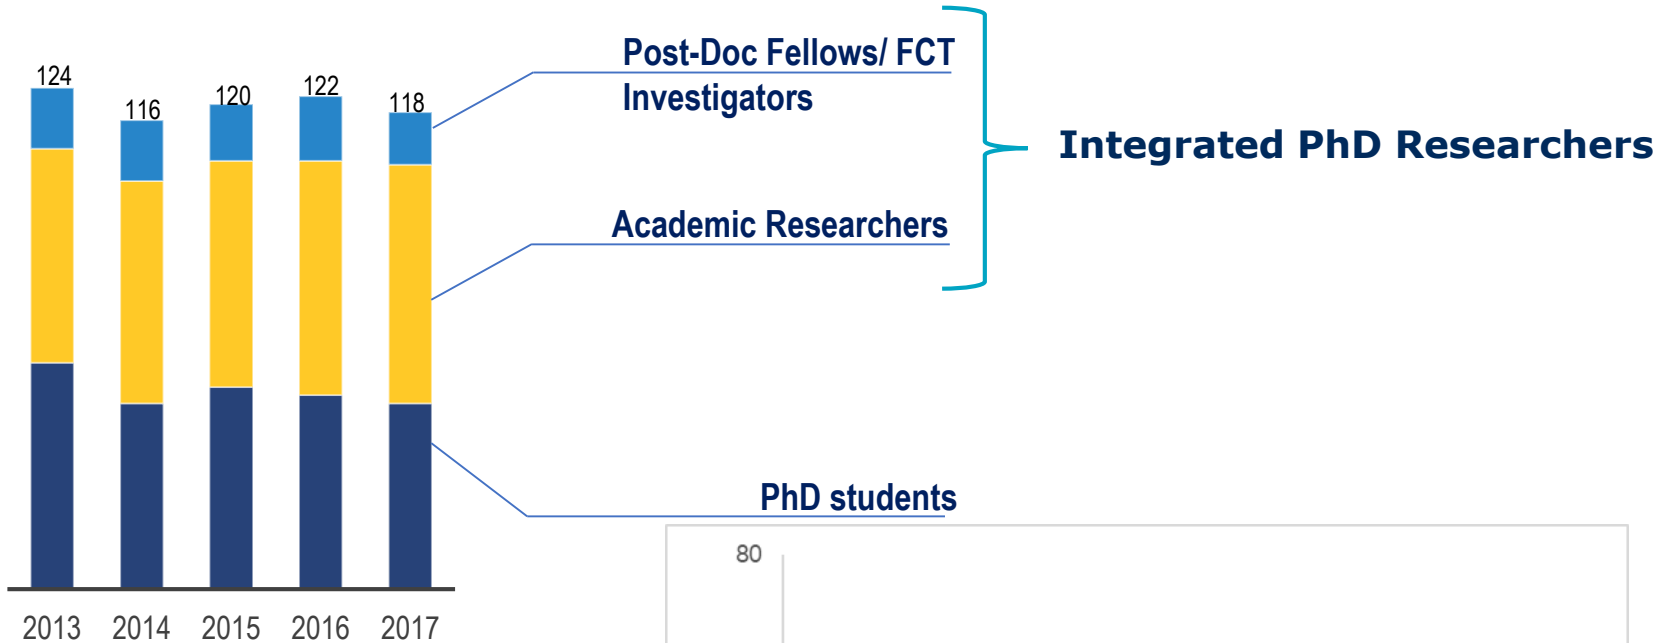 Post-Doc Fellows/ FCT
Investigators
Integrated PhD Researchers
Academic Researchers
PhD students
124
116
120
122
118
2013
2014
2015
2016
2017
80